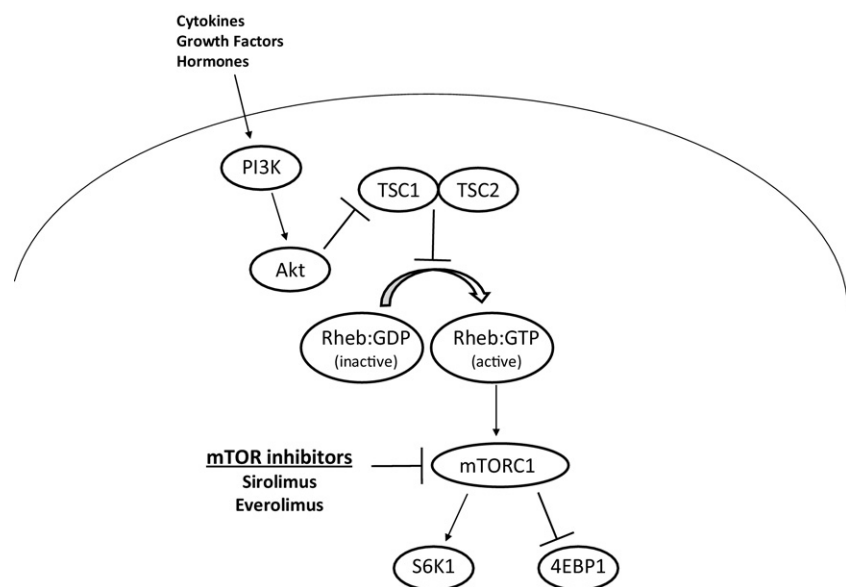 Cytokines
Growth Factors
Hormones
PI3K
TSC1
TSC2
Akt
Rheb:GDP
(inactive)
Rheb:GTP
(active)
mTOR inhibitors
Sirolimus
Everolimus
mTORC1
S6K1
4EBP1